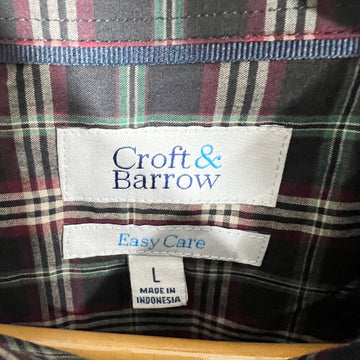 Croft &
Barrow
Easy Care
L
MADE IN
INDONESIA